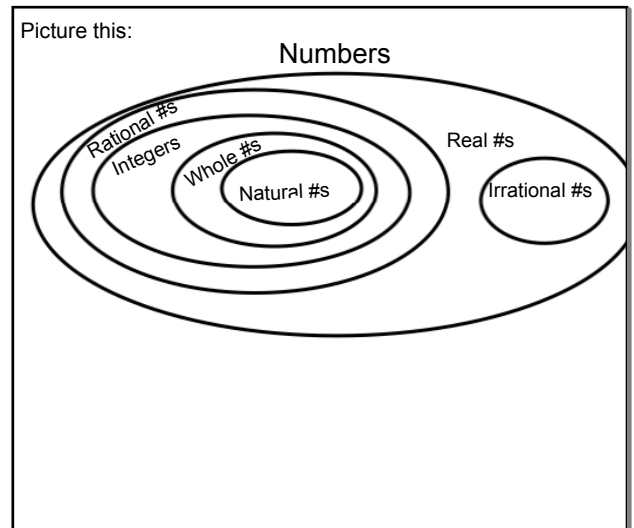 Picture this:
Numbers
Rational #s
Integers
Whole #s
Natural #s
Real #s
Irrational #s